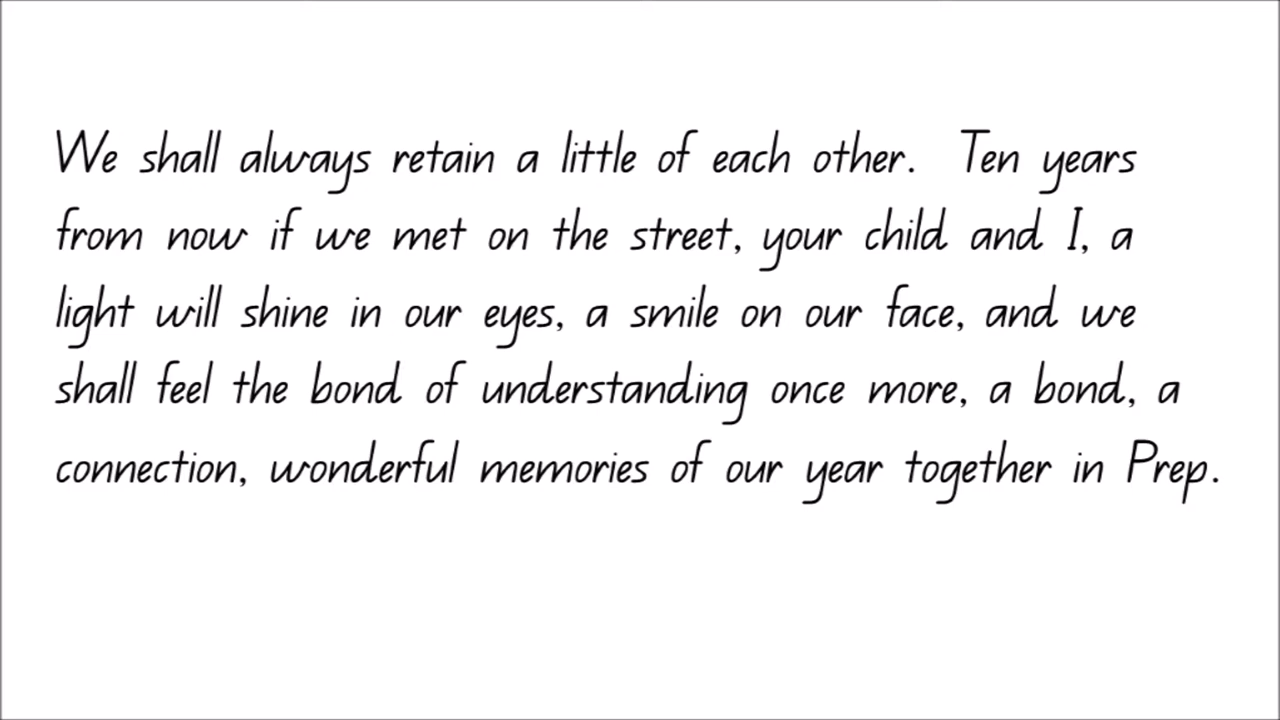 We shall always retain a little of each other.  Ten years
from now if we met on the street, your child and I, a
light will shine in our eyes, a smile on our face, and we
shall feel the bond of understanding once more, a bond, a
connection, wonderful memories of our year together in Prep.